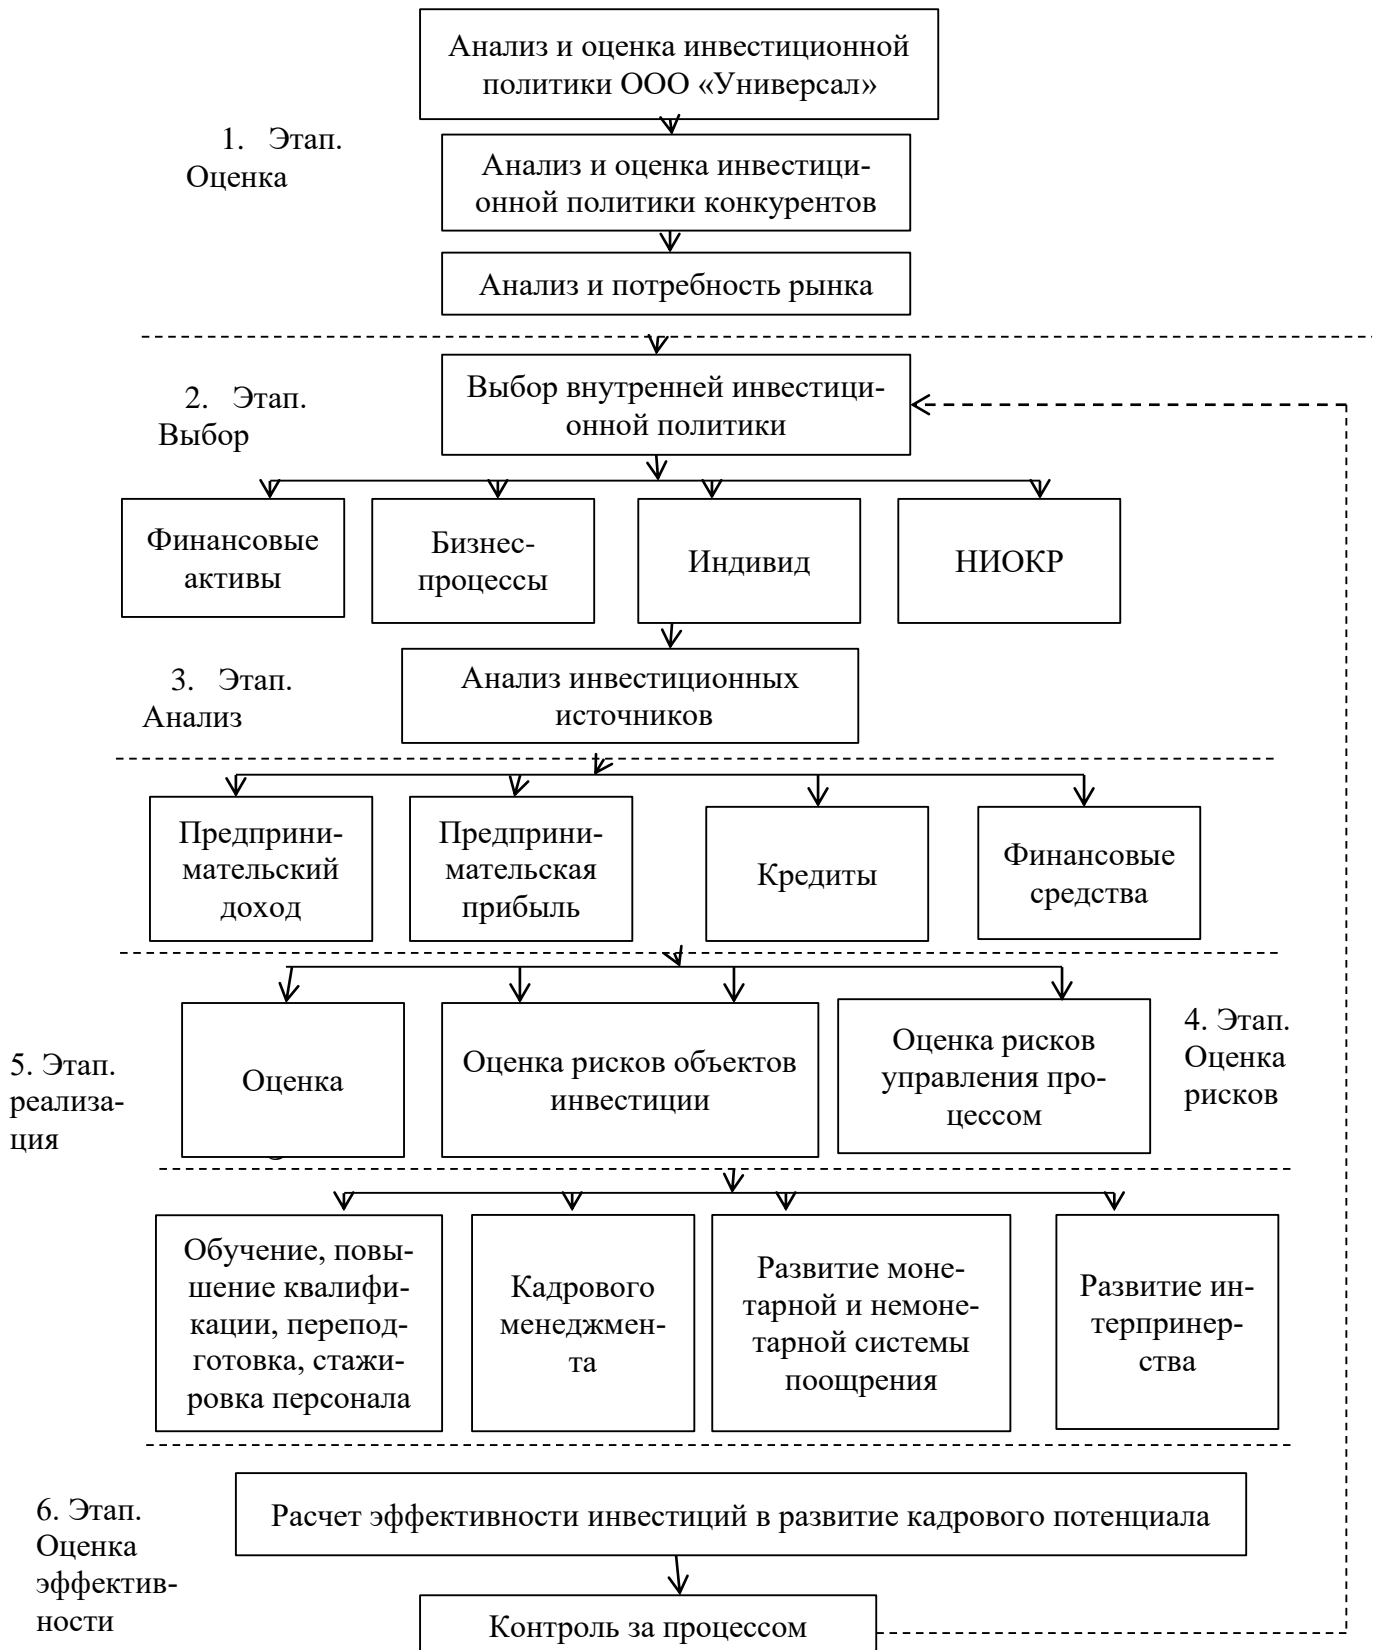 Анализ и оценка инвестиционной
политики ООО «Универсал»
1. Этап.
Оценка
Анализ и оценка инвестици-
онной политики конкурентов
Анализ и потребность рынка
2. Этап.
Выбор
Выбор внутренней инвестици-
онной политики
Финансовые
активы
Бизнес-
процессы
Индивид
НИОКР
3. Этап.
Анализ
Анализ инвестиционных
источников
Предприни-
мательский
доход
Предприни-
мательская
прибыль
Кредиты
Финансовые
средства
5. Этап.
реализа-
ция
Оценка
Оценка рисков объектов
инвестиции
Оценка рисков
управления про-
цессом
4. Этап.
Оценка
рисков
Обучение, повы-
шение квалифи-
кации, перепод-
готовка, стажи-
ровка персонала
Кадрового
менеджмен-
та
Развитие моне-
тарной и немоне-
тарной системы
поощрения
Развитие ин-
терпринер-
ства
6. Этап.
Оценка
эффектив-
ности
Расчет эффективности инвестиций в развитие кадрового потенциала
Контроль за процессом